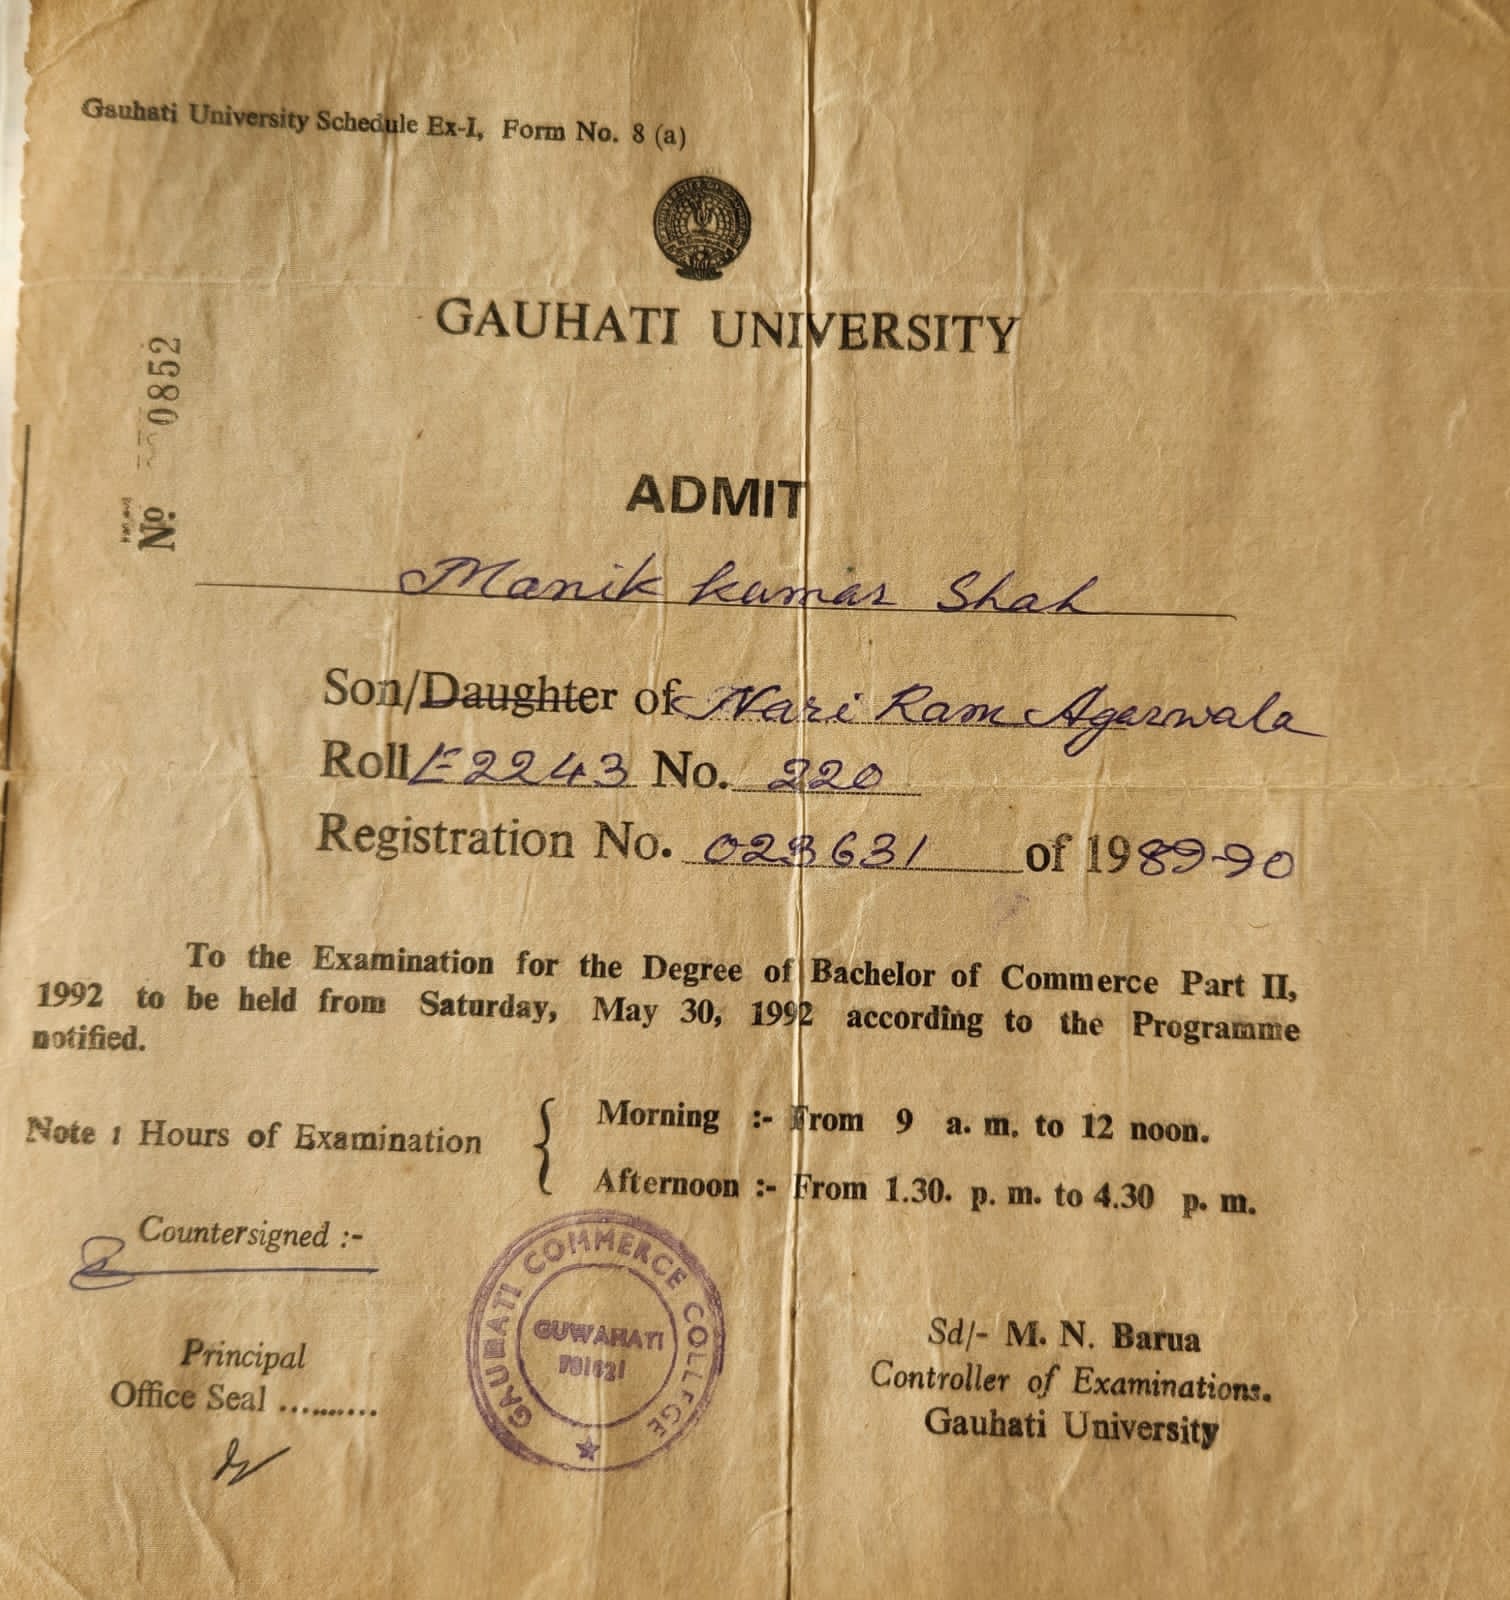 Gauhati University Schedule Ex-I, Form No. 8 (a)
GAUHATI UNIVERSITY
No. 0852
ADMIT
Manik kumar Shah
Son/Daughter of Nari Ram Agarwala
Roll E2243 No. 220
Registration No. 023631 of 1989-90
To the Examination for the Degree of Bachelor of Commerce Part II,
1992 to be held from Saturday, May 30, 1992 according to the Programme
notified.
Note : Hours of Examination
Morning :- From 9 a. m. to 12 noon.
Afternoon :- From 1.30. p. m. to 4.30 p. m.
Countersigned :-
Principal
Office Seal ..........
GAUHATI COMMERCE COLLEGE
GUWAHATI
Sd/- M. N. Barua
Controller of Examinations.
Gauhati University